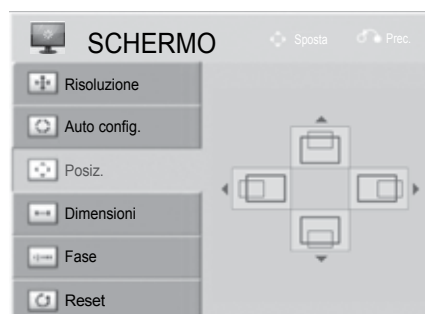 SCHERMO
Sposta
Prec.
Risoluzione
Auto config.
Posiz.
Dimensioni
Fase
Reset